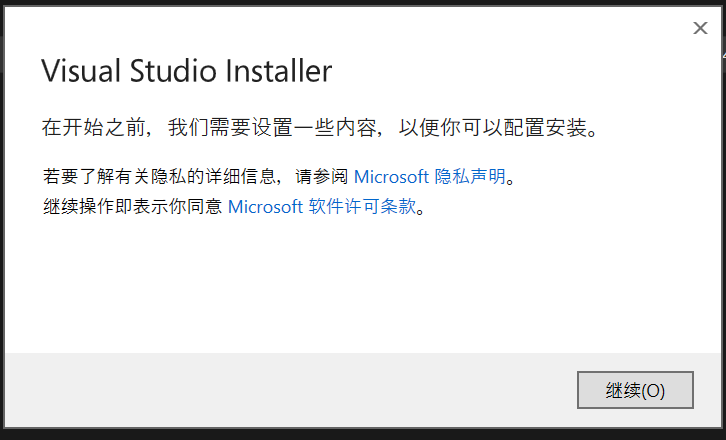 Visual Studio Installer
在开始之前，我们需要设置一些内容，以便你可以配置安装。
若要了解有关隐私的详细信息，请参阅 Microsoft 隐私声明。
继续操作即表示你同意 Microsoft 软件许可条款。
继续(O)